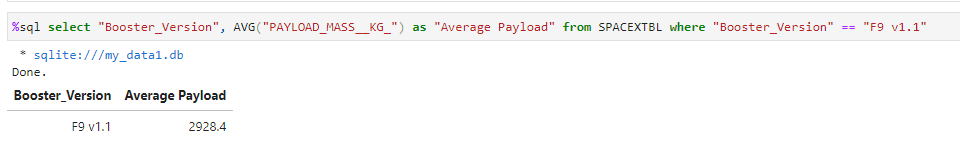 %sql select "Booster_Version", AVG("PAYLOAD_MASS__KG_") as "Average Payload" from SPACEXTBL where "Booster_Version" == "F9 v1.1"
* sqlite:///my_data1.db
Done.
Booster_Version Average Payload
F9 v1.1 2928.4